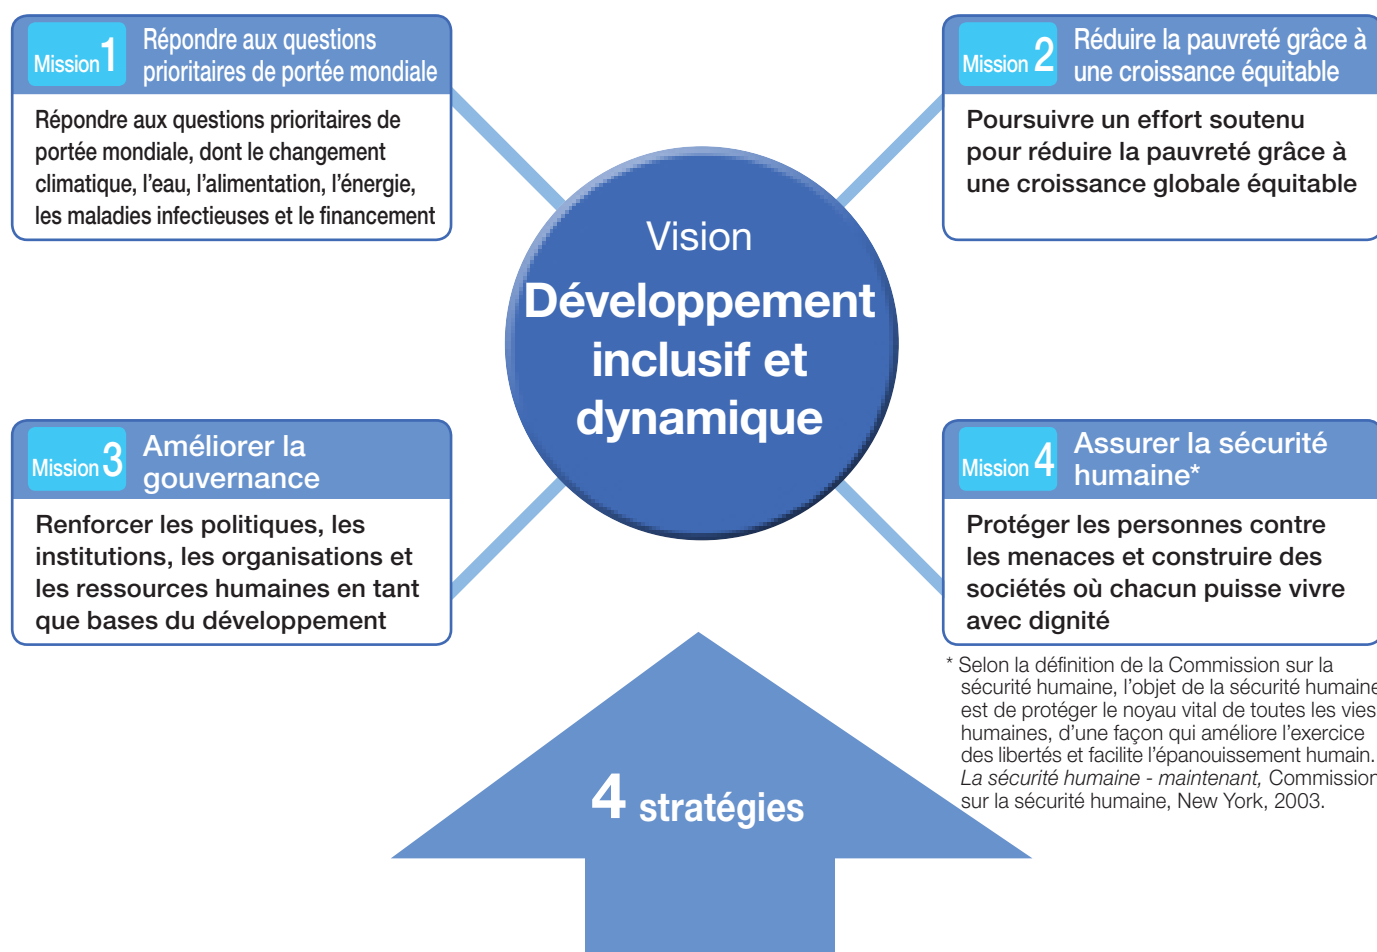 Mission 1
Répondre aux questions
prioritaires de portée mondiale
Répondre aux questions prioritaires de
portée mondiale, dont le changement
climatique, l’eau, l’alimentation, l’énergie,
les maladies infectieuses et le financement
Mission 2
Réduire la pauvreté grâce à
une croissance équitable
Poursuivre un effort soutenu
pour réduire la pauvreté grâce à
une croissance globale équitable
Vision
Développement
inclusif et
dynamique
Mission 3
Améliorer la
gouvernance
Renforcer les politiques, les
institutions, les organisations et
les ressources humaines en tant
que bases du développement
Mission 4
Assurer la sécurité
humaine*
Protéger les personnes contre
les menaces et construire des
sociétés où chacun puisse vivre
avec dignité
* Selon la définition de la Commission sur la
sécurité humaine, l’objet de la sécurité humaine
est de protéger le noyau vital de toutes les vies
humaines, d’une façon qui améliore l’exercice
des libertés et facilite l’épanouissement humain.
La sécurité humaine - maintenant, Commission
sur la sécurité humaine, New York, 2003.
4 stratégies